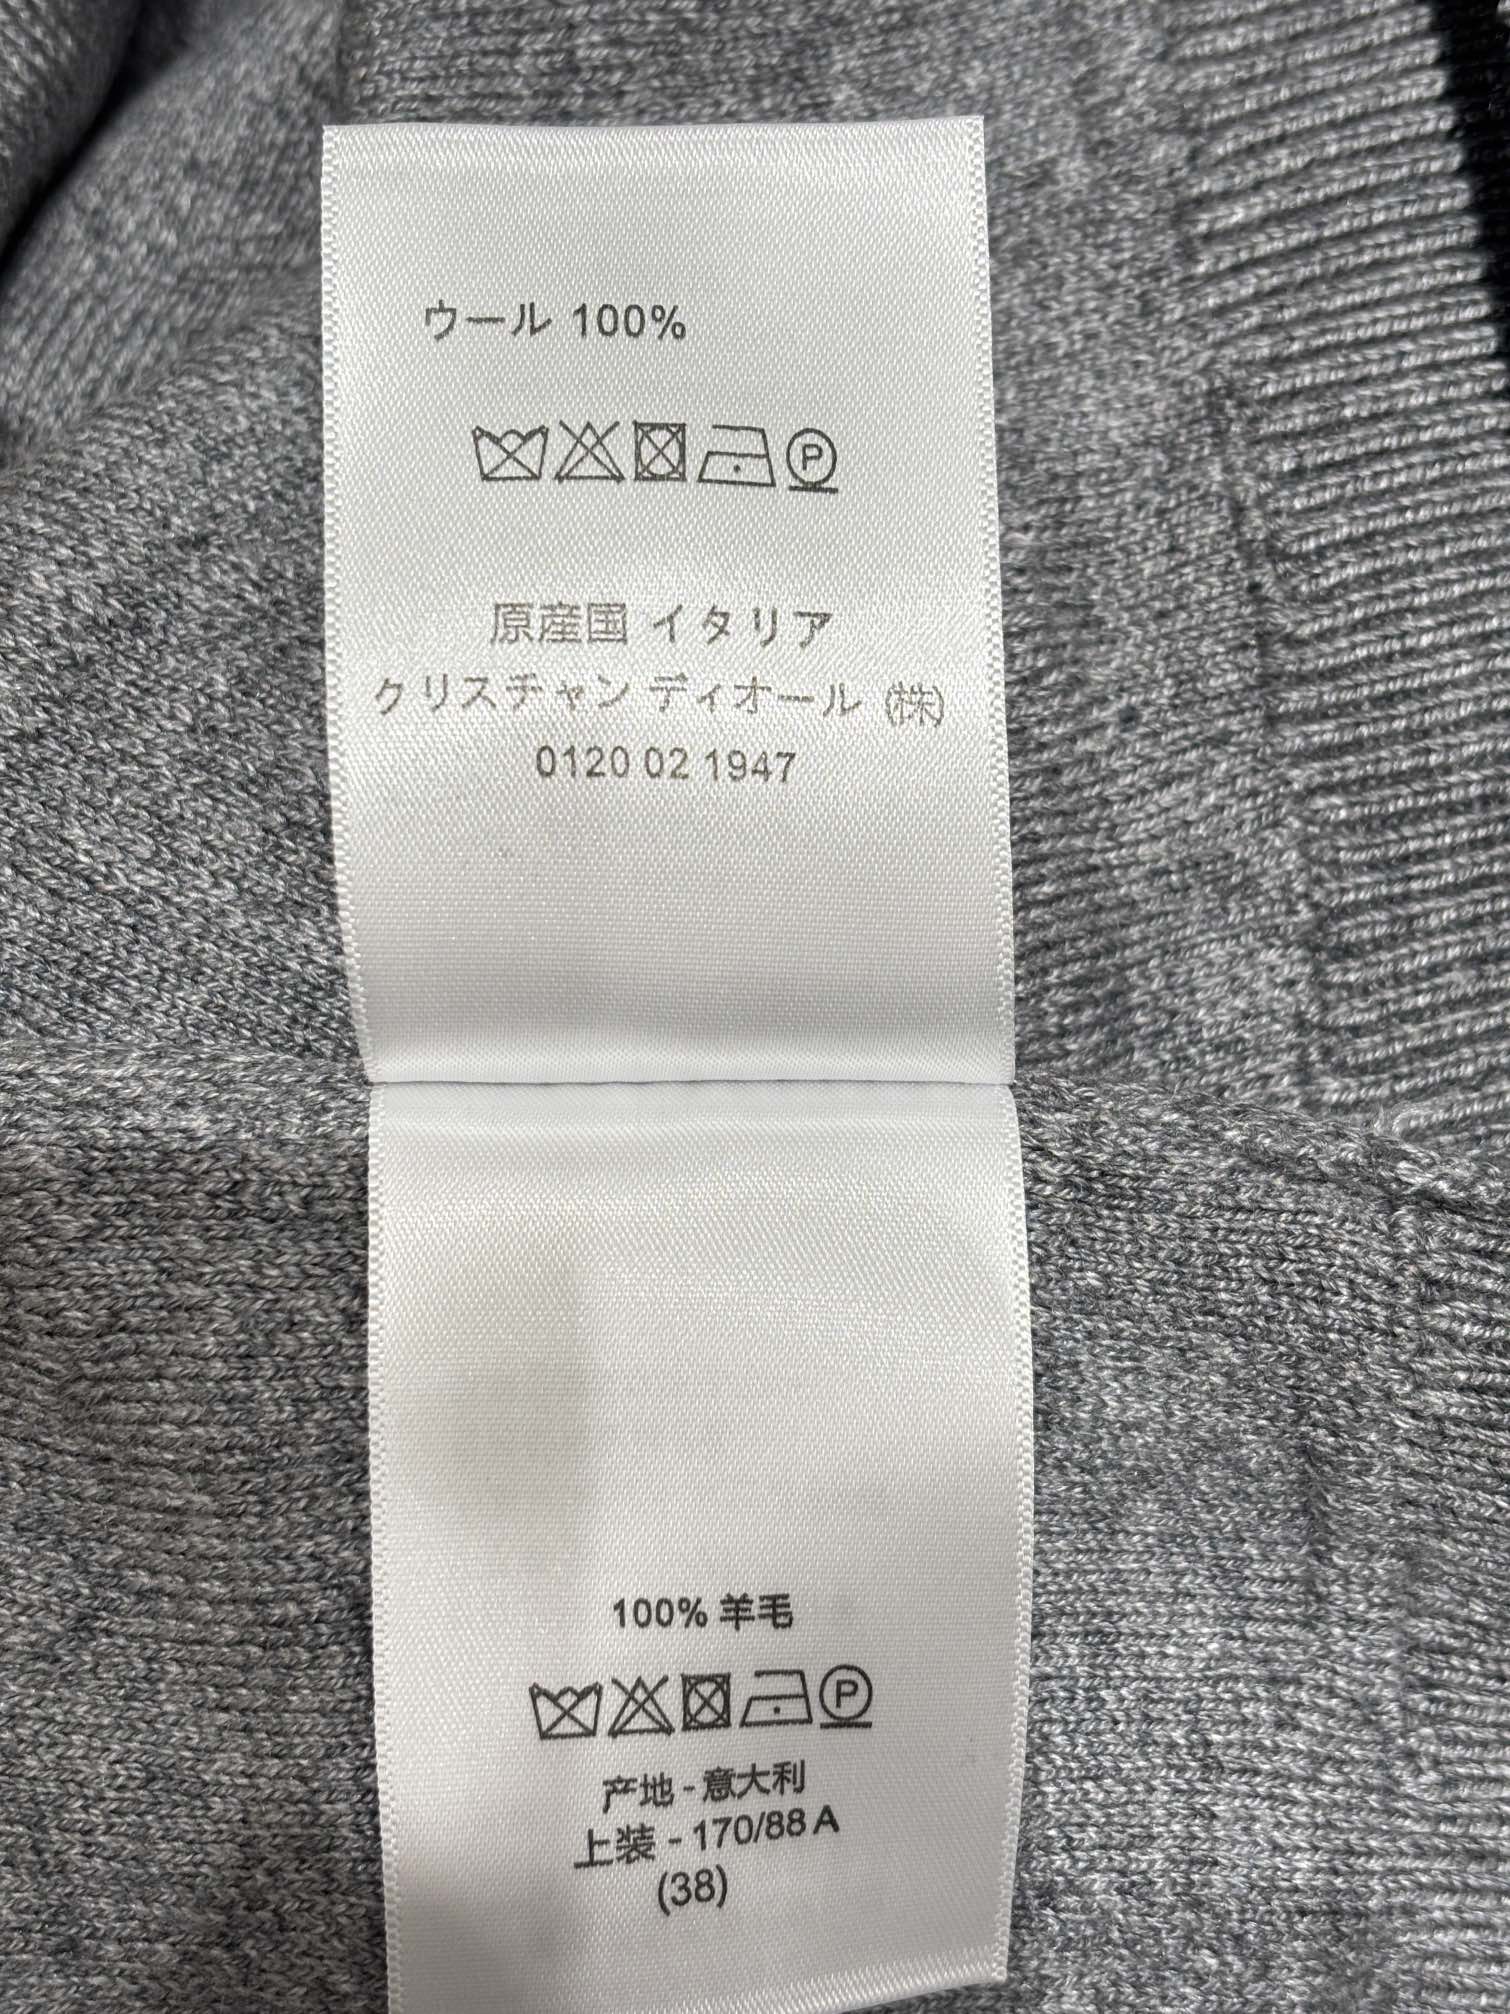 ウール 100%
P
原産国 イタリア
クリスチャン ディオール (株)
0120 02 1947
100% 羊毛
P
产地 - 意大利
上装 - 170/88 A
(38)